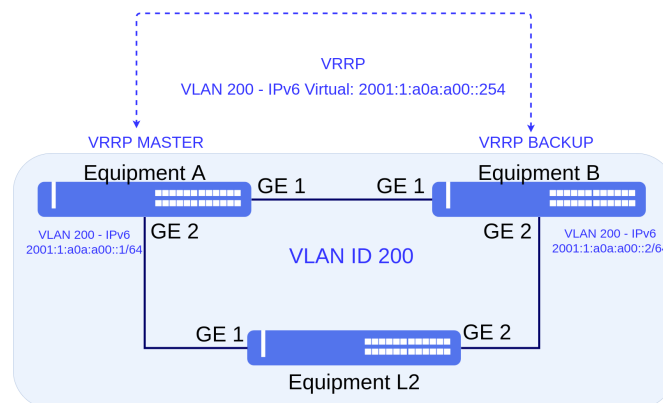 VRRP
VLAN 200 - IPv6 Virtual: 2001:1:a0a:a00::254
VRRP MASTER
VRRP BACKUP
Equipment A
Equipment B
GE 1
GE 1
GE 2
GE 2
VLAN 200 - IPv6
2001:1:a0a:a00::1/64
VLAN 200 - IPv6
2001:1:a0a:a00::2/64
VLAN ID 200
GE 1
GE 2
Equipment L2